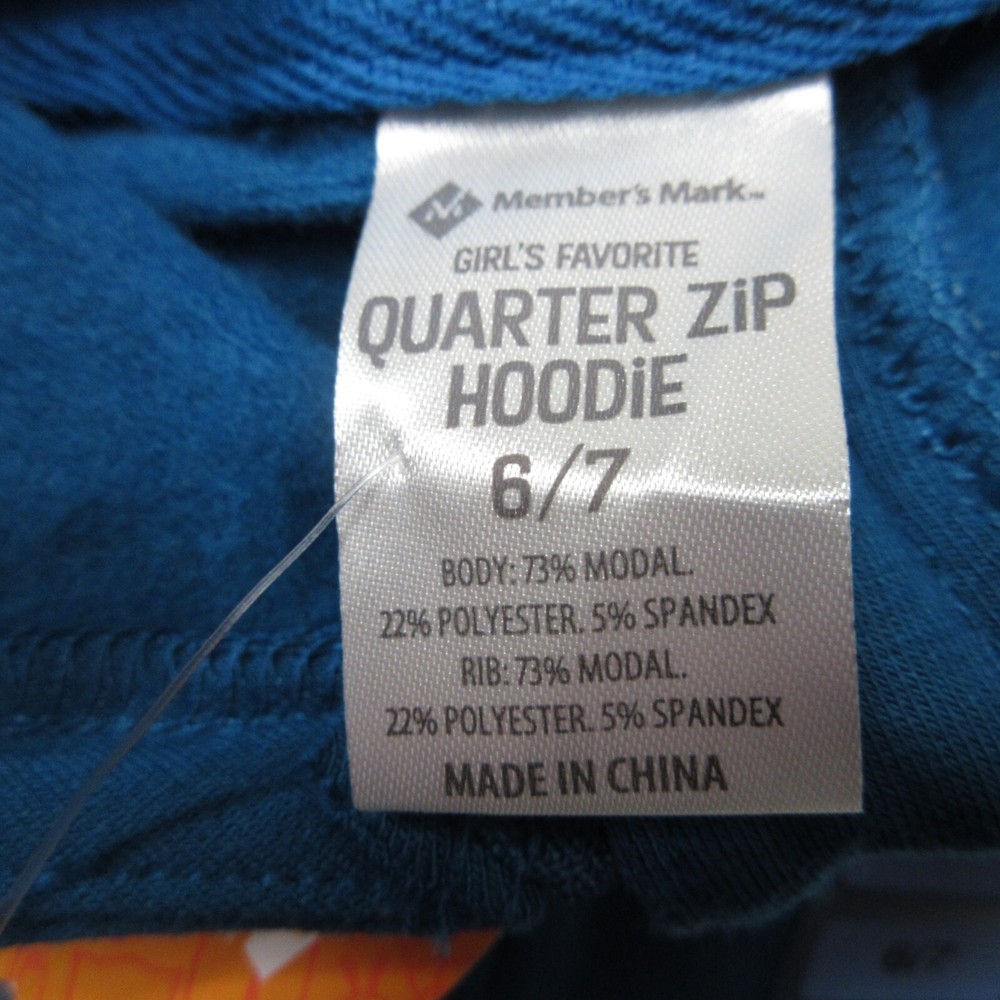 Member's Mark™
GIRL'S FAVORITE
QUARTER ZiP
HOODiE
6/7
BODY: 73% MODAL.
22% POLYESTER. 5% SPANDEX
RIB: 73% MODAL.
22% POLYESTER. 5% SPANDEX
MADE IN CHINA